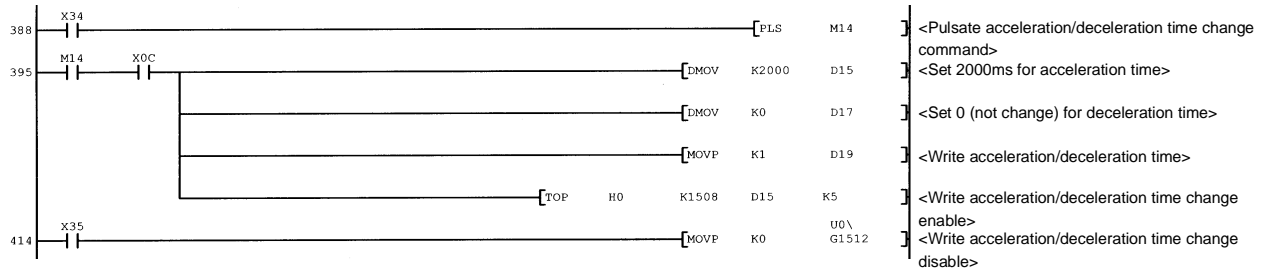 X34
388 [PLS M14 ] <Pulsate acceleration/deceleration time change
command>
M14 X0C
395 [DMOV K2000 D15 ] <Set 2000ms for acceleration time>
[DMOV K0 D17 ] <Set 0 (not change) for deceleration time>
[MOVP K1 D19 ] <Write acceleration/deceleration time>
[TOP H0 K1508 D15 K5 ] <Write acceleration/deceleration time change
enable>
X35
U0\
414 [MOVP K0 G1512 ] <Write acceleration/deceleration time change
disable>